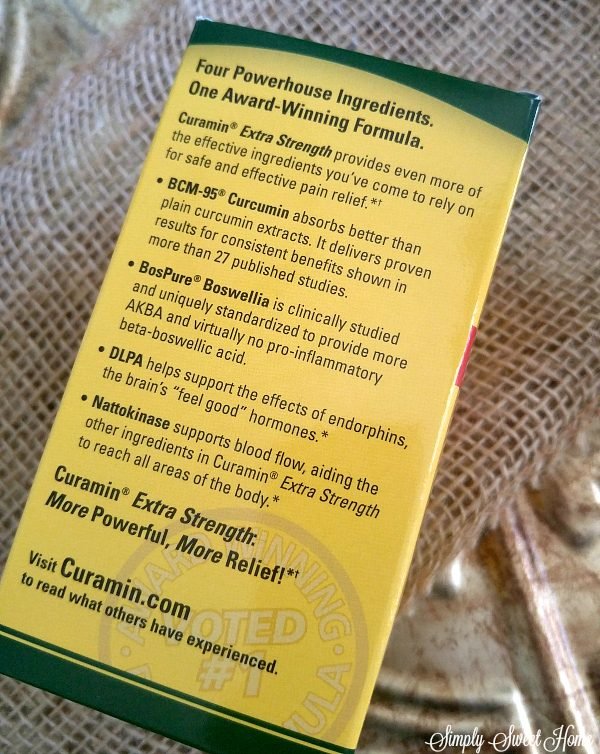 Four Powerhouse Ingredients.
One Award-Winning Formula.
Curamin® Extra Strength provides even more of
the effective ingredients you've come to rely on
for safe and effective pain relief.*†
• BCM-95® Curcumin absorbs better than
plain curcumin extracts. It delivers proven
results for consistent benefits shown in
more than 27 published studies.
• BosPure® Boswellia is clinically studied
and uniquely standardized to provide more
AKBA and virtually no pro-inflammatory
beta-boswellic acid.
• DLPA helps support the effects of endorphins,
the brain's "feel good" hormones.*
• Nattokinase supports blood flow, aiding the
other ingredients in Curamin® Extra Strength
to reach all areas of the body.*
Curamin® Extra Strength:
More Powerful, More Relief!*†
Visit Curamin.com
to read what others have experienced.
AWARD WINNING
VOTED
#1
Simply Sweet Home